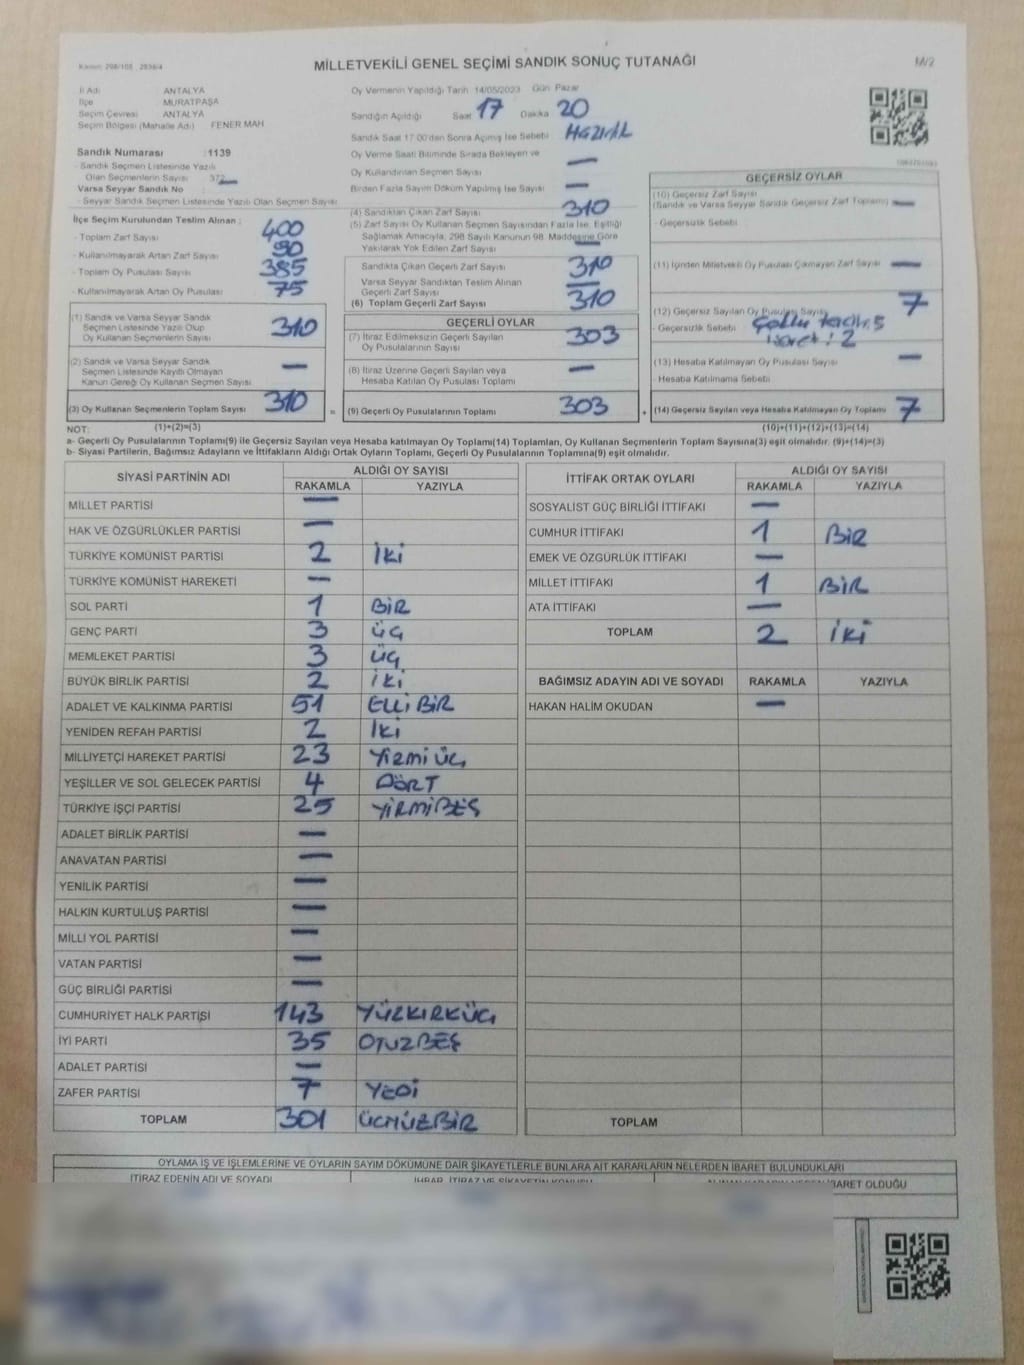 Kanun: 298/105 , 2839/4
MİLLETVEKİLİ GENEL SEÇİMİ SANDIK SONUÇ TUTANAĞI
M/2
İl Adı : ANTALYA
İlçe : MURATPAŞA
Seçim Çevresi : ANTALYA
Seçim Bölgesi (Mahalle Adı) : FENER MAH
Sandık Numarası : 1139
- Sandık Seçmen Listesinde Yazılı
Olan Seçmenlerin Sayısı : 372
Varsa Seyyar Sandık No :
- Seyyar Sandık Seçmen Listesinde Yazılı Olan Seçmen Sayısı
Oy Vermenin Yapıldığı Tarih 14/05/2023 Gün Pazar
Sandığın Açıldığı Saat 17 Dakika 20
Sandık Saat 17:00'den Sonra Açılmış İse Sebebi HAZIRLIK
Oy Verme Saati Bitiminde Sırada Bekleyen ve
Oy Kullandırılan Seçmen Sayısı —
Birden Fazla Sayım Döküm Yapılmış İse Sayısı —
İlçe Seçim Kurulundan Teslim Alınan :
- Toplam Zarf Sayısı 400
- Kullanılmayarak Artan Zarf Sayısı 90
- Toplam Oy Pusulası Sayısı 385
- Kullanılmayarak Artan Oy Pusulası 75
(1) Sandık ve Varsa Seyyar Sandık
Seçmen Listesinde Yazılı Olup
Oy Kullanan Seçmenlerin Sayısı 310
(2) Sandık ve Varsa Seyyar Sandık
Seçmen Listesinde Kayıtlı Olmayan
Kanun Gereği Oy Kullanan Seçmen Sayısı —
(3) Oy Kullanan Seçmenlerin Toplam Sayısı 310
(1)+(2)=(3)
(4) Sandıktan Çıkan Zarf Sayısı 310
(5) Zarf Sayısı Oy Kullanan Seçmen Sayısından Fazla İse, Eşitliği
Sağlamak Amacıyla, 298 Sayılı Kanunun 98. Maddesine Göre
Yakılarak Yok Edilen Zarf Sayısı —
Sandıkta Çıkan Geçerli Zarf Sayısı 310
Varsa Seyyar Sandıktan Teslim Alınan
Geçerli Zarf Sayısı —
(6) Toplam Geçerli Zarf Sayısı 310
GEÇERLİ OYLAR
(7) İtiraz Edilmeksizin Geçerli Sayılan
Oy Pusulalarının Sayısı 303
(8) İtiraz Üzerine Geçerli Sayılan veya
Hesaba Katılan Oy Pusulası Toplamı —
= (9) Geçerli Oy Pusulalarının Toplamı 303
GEÇERSİZ OYLAR
(10) Geçersiz Zarf Sayısı
(Sandık ve Varsa Seyyar Sandık Geçersiz Zarf Toplamı) —
- Geçersizlik Sebebi:
(11) İçinden Milletvekili Oy Pusulası Çıkmayan Zarf Sayısı —
(12) Geçersiz Sayılan Oy Pusulası Sayısı 7
- Geçersizlik Sebebi: Çoklu tercih: 5
işaret: 2
(13) Hesaba Katılmayan Oy Pusulası Sayısı —
- Hesaba Katılmama Sebebi:
+ (14) Geçersiz Sayılan veya Hesaba Katılmayan Oy Toplamı 7
(10)+(11)+(12)+(13)=(14)
NOT:
a- Geçerli Oy Pusulalarının Toplamı(9) ile Geçersiz Sayılan veya Hesaba katılmayan Oy Toplamı(14) Toplamları, Oy Kullanan Seçmenlerin Toplam Sayısına(3) eşit olmalıdır. (9)+(14)=(3)
b- Siyasi Partilerin, Bağımsız Adayların ve İttifakların Aldığı Ortak Oyların Toplamı, Geçerli Oy Pusulalarının Toplamına(9) eşit olmalıdır.
SİYASİ PARTİNİN ADI ALDIĞI OY SAYISI
RAKAMLA YAZIYLA
MİLLET PARTİSİ —
HAK VE ÖZGÜRLÜKLER PARTİSİ —
TÜRKİYE KOMÜNİST PARTİSİ 2 İKİ
TÜRKİYE KOMÜNİST HAREKETİ —
SOL PARTİ 1 BİR
GENÇ PARTİ 3 ÜÇ
MEMLEKET PARTİSİ 3 ÜÇ
BÜYÜK BİRLİK PARTİSİ 2 İKİ
ADALET VE KALKINMA PARTİSİ 51 ELLİ BİR
YENİDEN REFAH PARTİSİ 2 İKİ
MİLLİYETÇİ HAREKET PARTİSİ 23 YİRMİ ÜÇ
YEŞİLLER VE SOL GELECEK PARTİSİ 4 DÖRT
TÜRKİYE İŞÇİ PARTİSİ 25 YİRMİBEŞ
ADALET BİRLİK PARTİSİ —
ANAVATAN PARTİSİ —
YENİLİK PARTİSİ —
HALKIN KURTULUŞ PARTİSİ —
MİLLİ YOL PARTİSİ —
VATAN PARTİSİ —
GÜÇ BİRLİĞİ PARTİSİ —
CUMHURİYET HALK PARTİSİ 143 YÜZKIRKÜÇ
İYİ PARTİ 35 OTUZBEŞ
ADALET PARTİSİ —
ZAFER PARTİSİ 7 YEDİ
TOPLAM 301 ÜÇYÜZBİR
İTTİFAK ORTAK OYLARI ALDIĞI OY SAYISI
RAKAMLA YAZIYLA
SOSYALİST GÜÇ BİRLİĞİ İTTİFAKI —
CUMHUR İTTİFAKI 1 BİR
EMEK VE ÖZGÜRLÜK İTTİFAKI —
MİLLET İTTİFAKI 1 BİR
ATA İTTİFAKI —
TOPLAM 2 İKİ
BAĞIMSIZ ADAYIN ADI VE SOYADI RAKAMLA YAZIYLA
HAKAN HALİM OKUDAN —
TOPLAM
OYLAMA İŞ VE İŞLEMLERİNE VE OYLARIN SAYIM DÖKÜMÜNE DAİR ŞİKAYETLERLE BUNLARA AİT KARARLARIN NELERDEN İBARET BULUNDUKLARI
İTİRAZ EDENİN ADI VE SOYADI